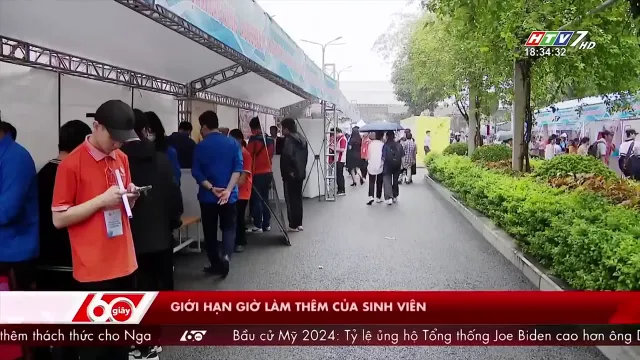 HTV7 HD
18:34:32
60 giây
GIỚI HẠN GIỜ LÀM THÊM CỦA SINH VIÊN
thêm thách thức cho Nga 60 Bầu cử Mỹ 2024: Tỷ lệ ủng hộ Tổng thống Joe Biden cao hơn ông